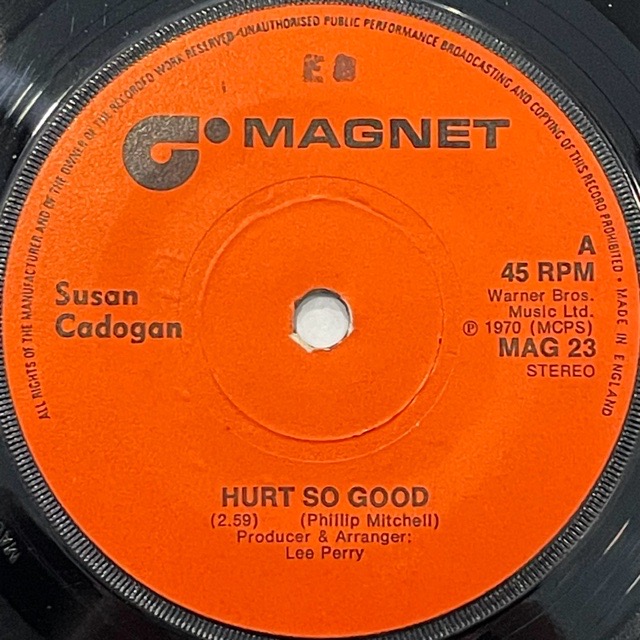 ALL RIGHTS OF THE MANUFACTURER AND OF THE OWNER OF THE RECORDED WORK RESERVED-UNAUTHORISED PUBLIC PERFORMANCE BROADCASTING AND COPYING OF THIS RECORD PROHIBITED • MADE IN ENGLAND
E8
MAGNET
A
45 RPM
Susan
Cadogan
Warner Bros.
Music Ltd.
℗ 1970 (MCPS)
MAG 23
STEREO
HURT SO GOOD
(2.59) (Phillip Mitchell)
Producer & Arranger:
Lee Perry